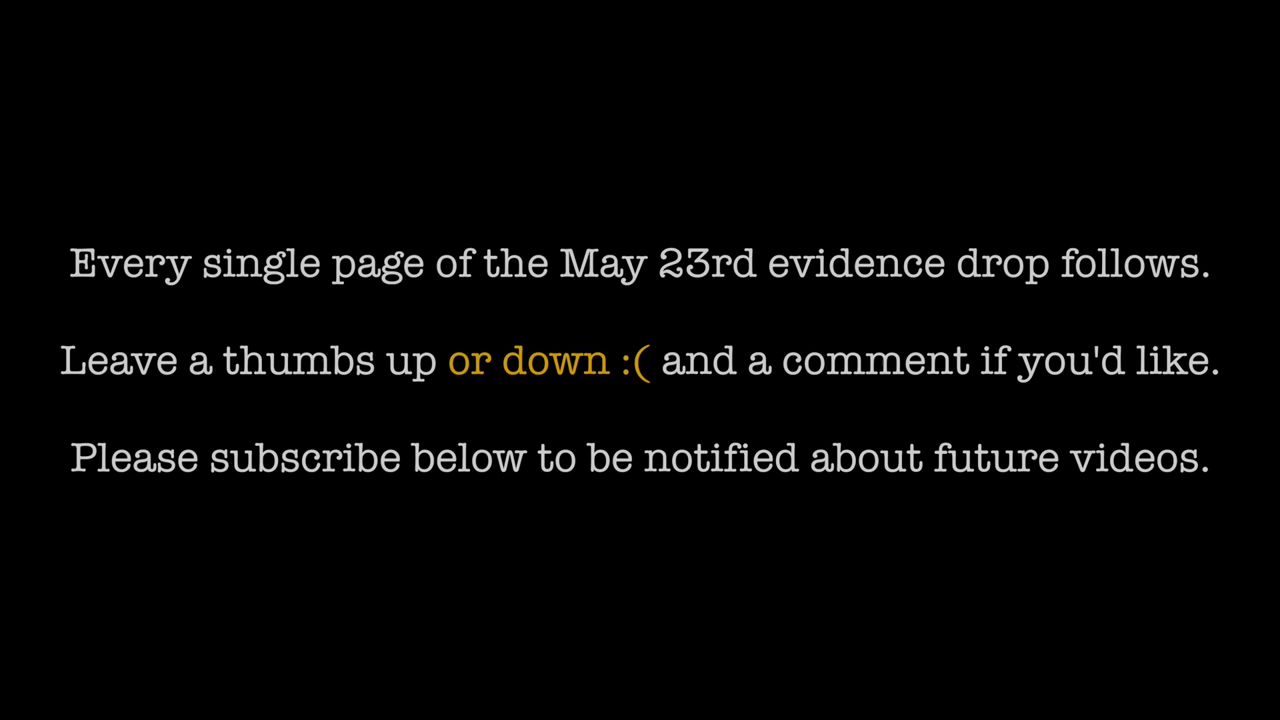 Every single page of the May 23rd evidence drop follows.
Leave a thumbs up or down :( and a comment if you'd like.
Please subscribe below to be notified about future videos.